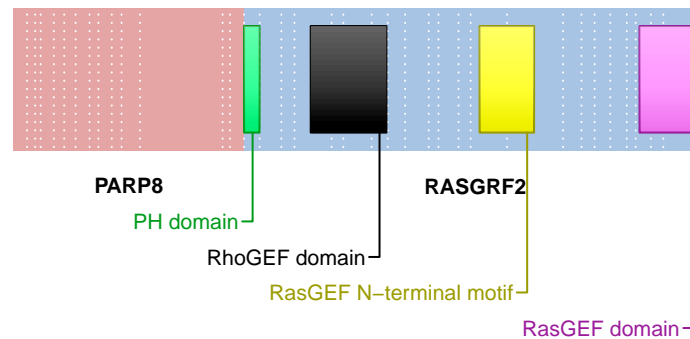 PARP8 RASGRF2
PH domain
RhoGEF domain
RasGEF N−terminal motif
RasGEF domain